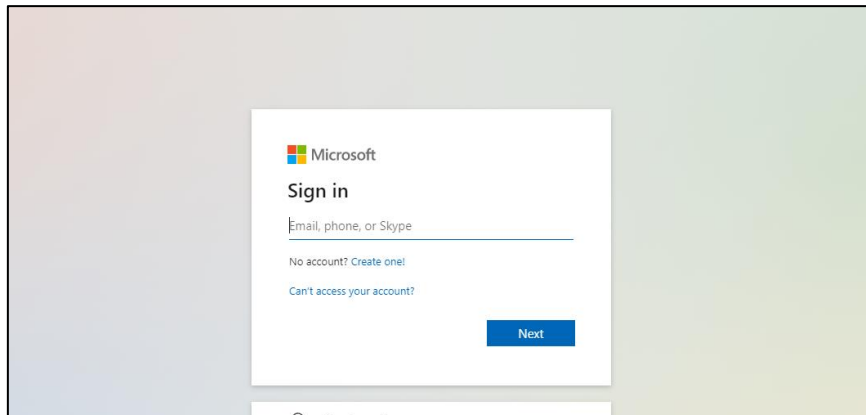 Microsoft
Sign in
Email, phone, or Skype
No account? Create one!
Can't access your account?
Next